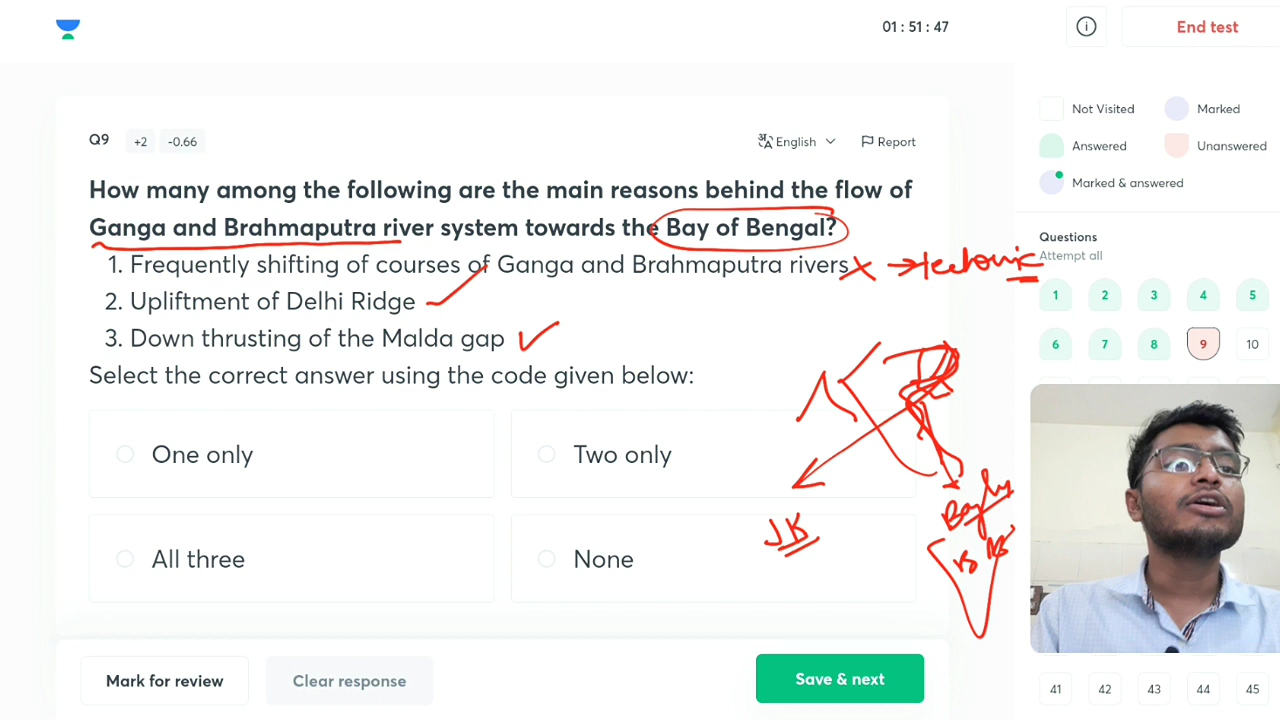 01 : 51 : 47
End test
Not Visited
Marked
Answered
Unanswered
Marked & answered
Q9
+2
-0.66
English
Report
How many among the following are the main reasons behind the flow of
Ganga and Brahmaputra river system towards the Bay of Bengal?
1. Frequently shifting of courses of Ganga and Brahmaputra rivers
→ tectonic
2. Upliftment of Delhi Ridge
3. Down thrusting of the Malda gap
Select the correct answer using the code given below:
One only
Two only
All three
None
Questions
Attempt all
1 2 3 4 5
6 7 8 9 10
Mark for review
Clear response
Save & next
41 42 43 44 45